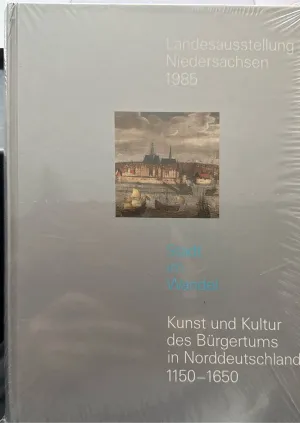 Landesausstellung
Niedersachsen
1985
Stadt
im
Wandel
Kunst und Kultur
des Bürgertums
in Norddeutschland
1150–1650